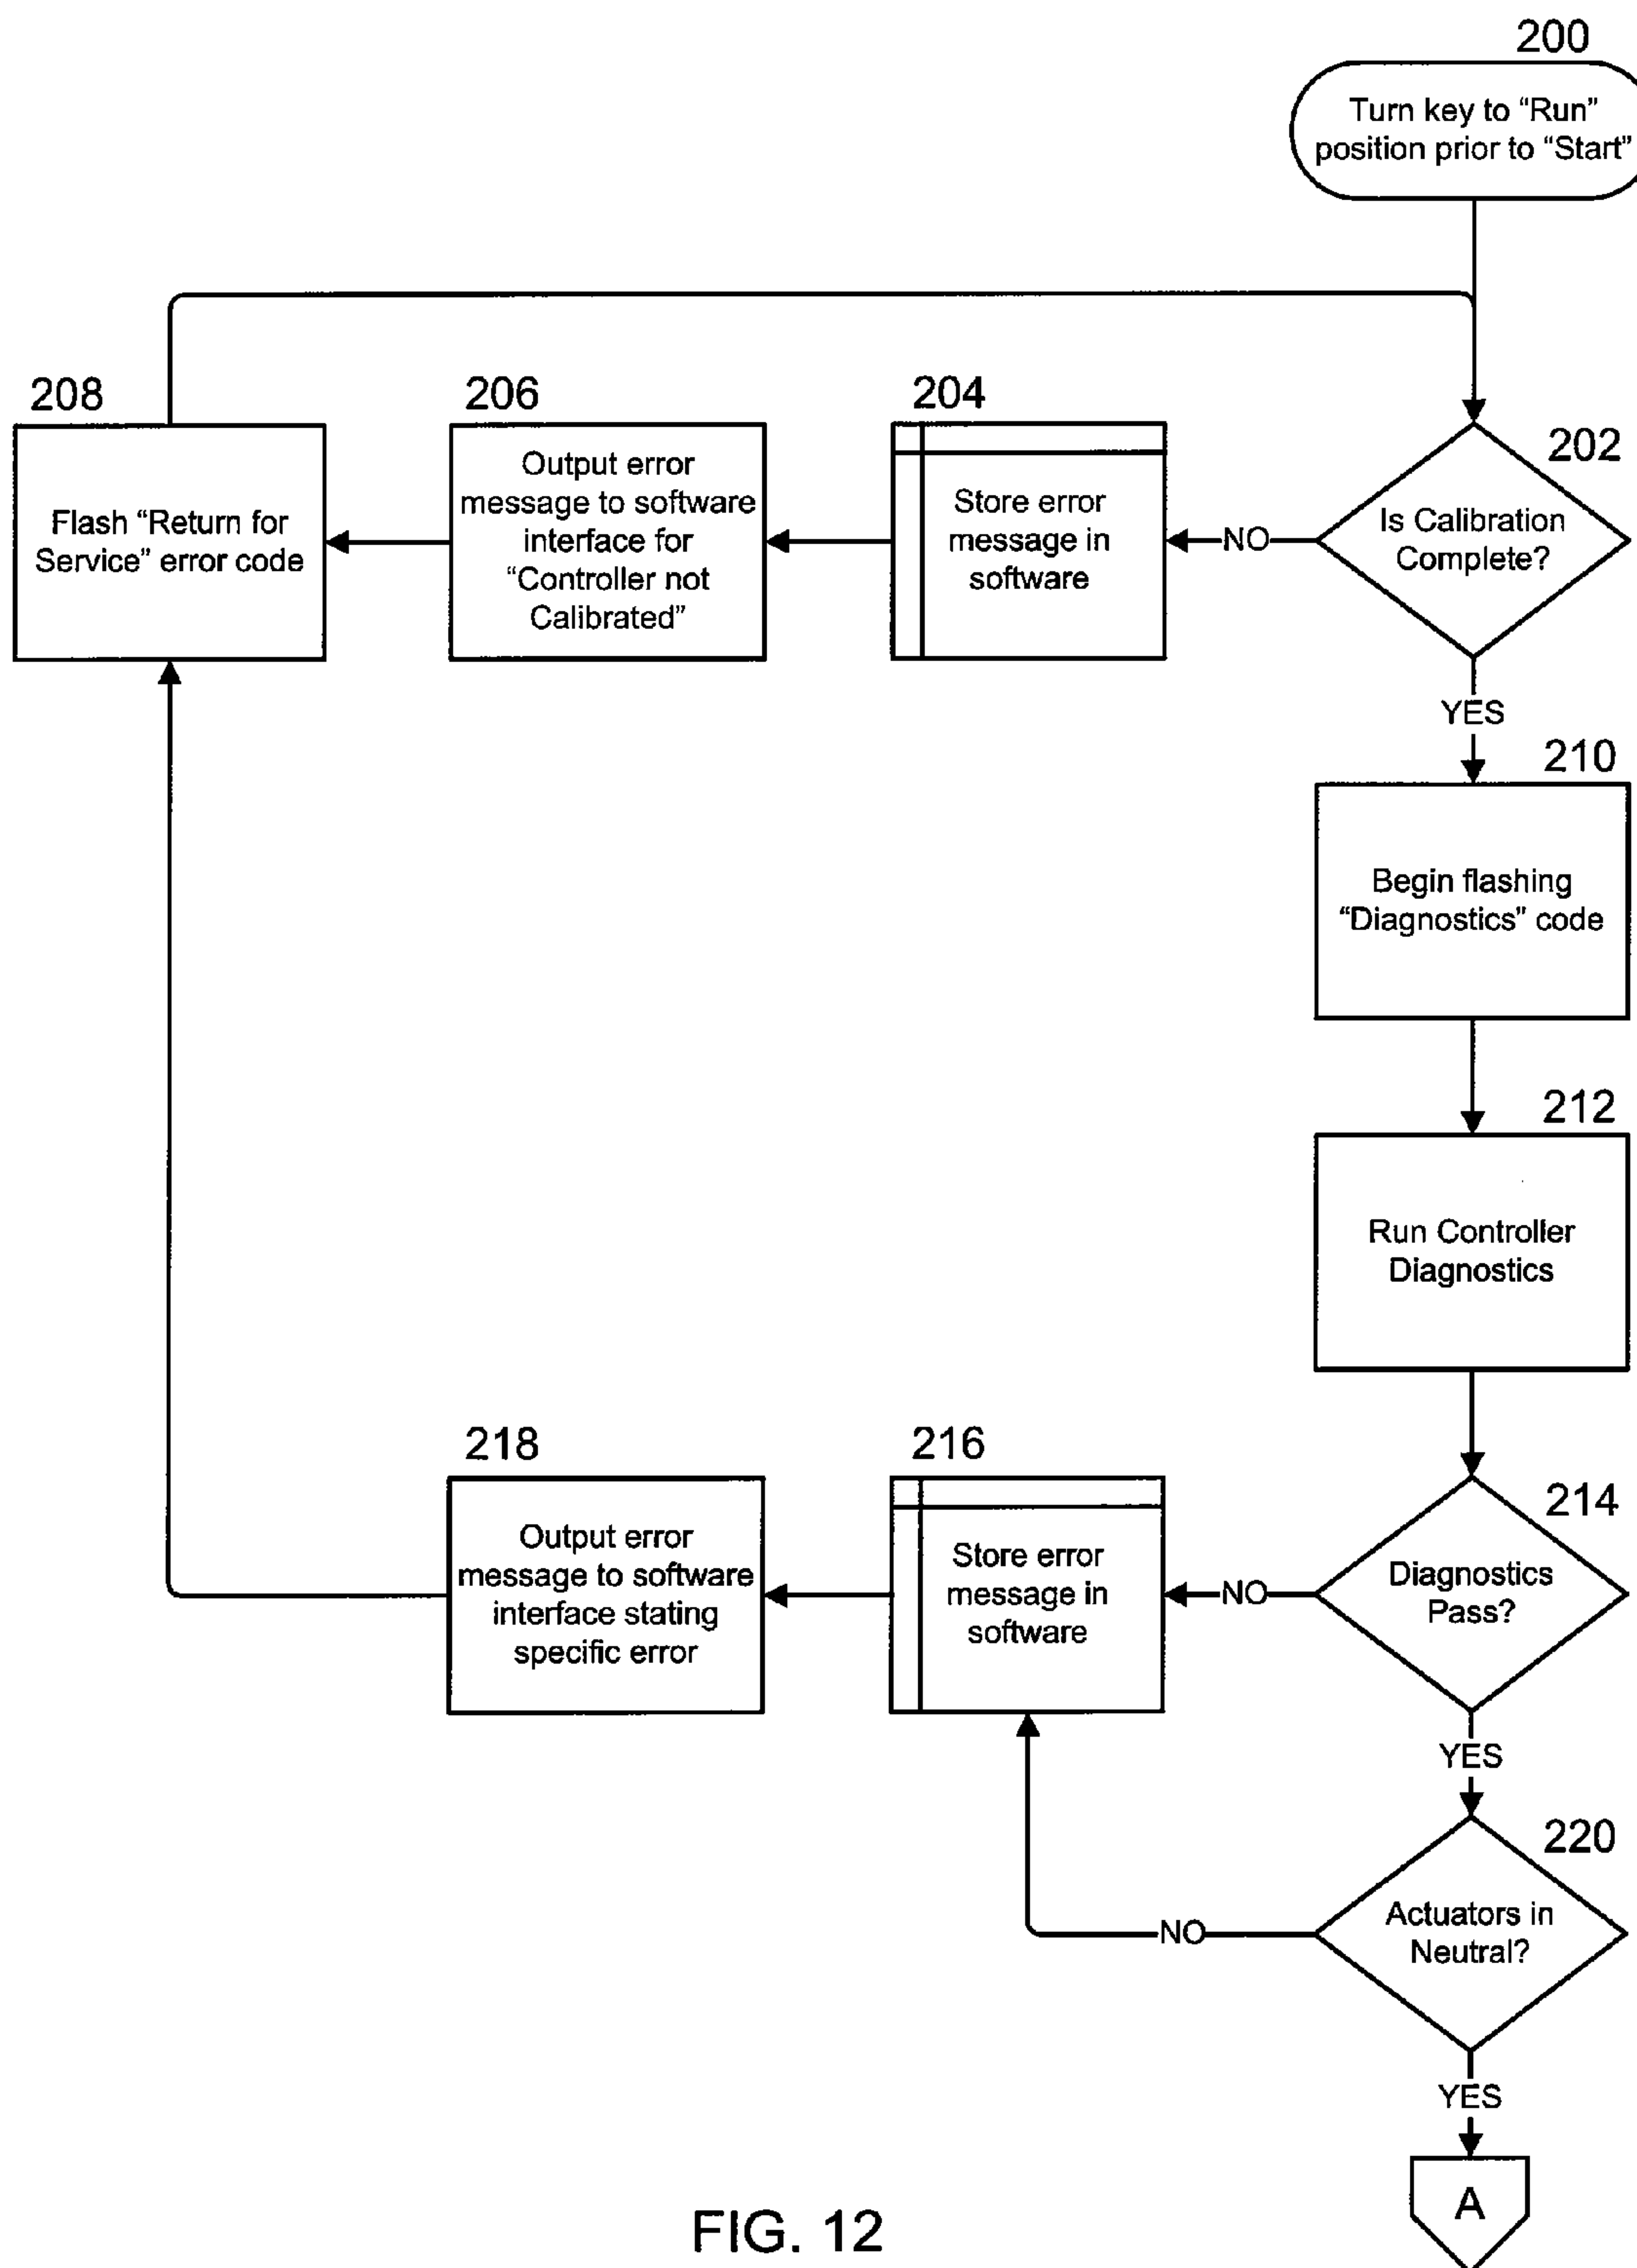 200
Turn key to “Run”
position prior to “Start”
208
Flash “Return for
Service” error code
206
Output error
message to software
interface for
“Controller not
Calibrated”
204
Store error
message in
software
NO
202
Is Calibration
Complete?
YES
210
Begin flashing
“Diagnostics” code
212
Run Controller
Diagnostics
218
Output error
message to software
interface stating
specific error
216
Store error
message in
software
NO
214
Diagnostics
Pass?
YES
220
Actuators in
Neutral?
NO
YES
A
FIG. 12